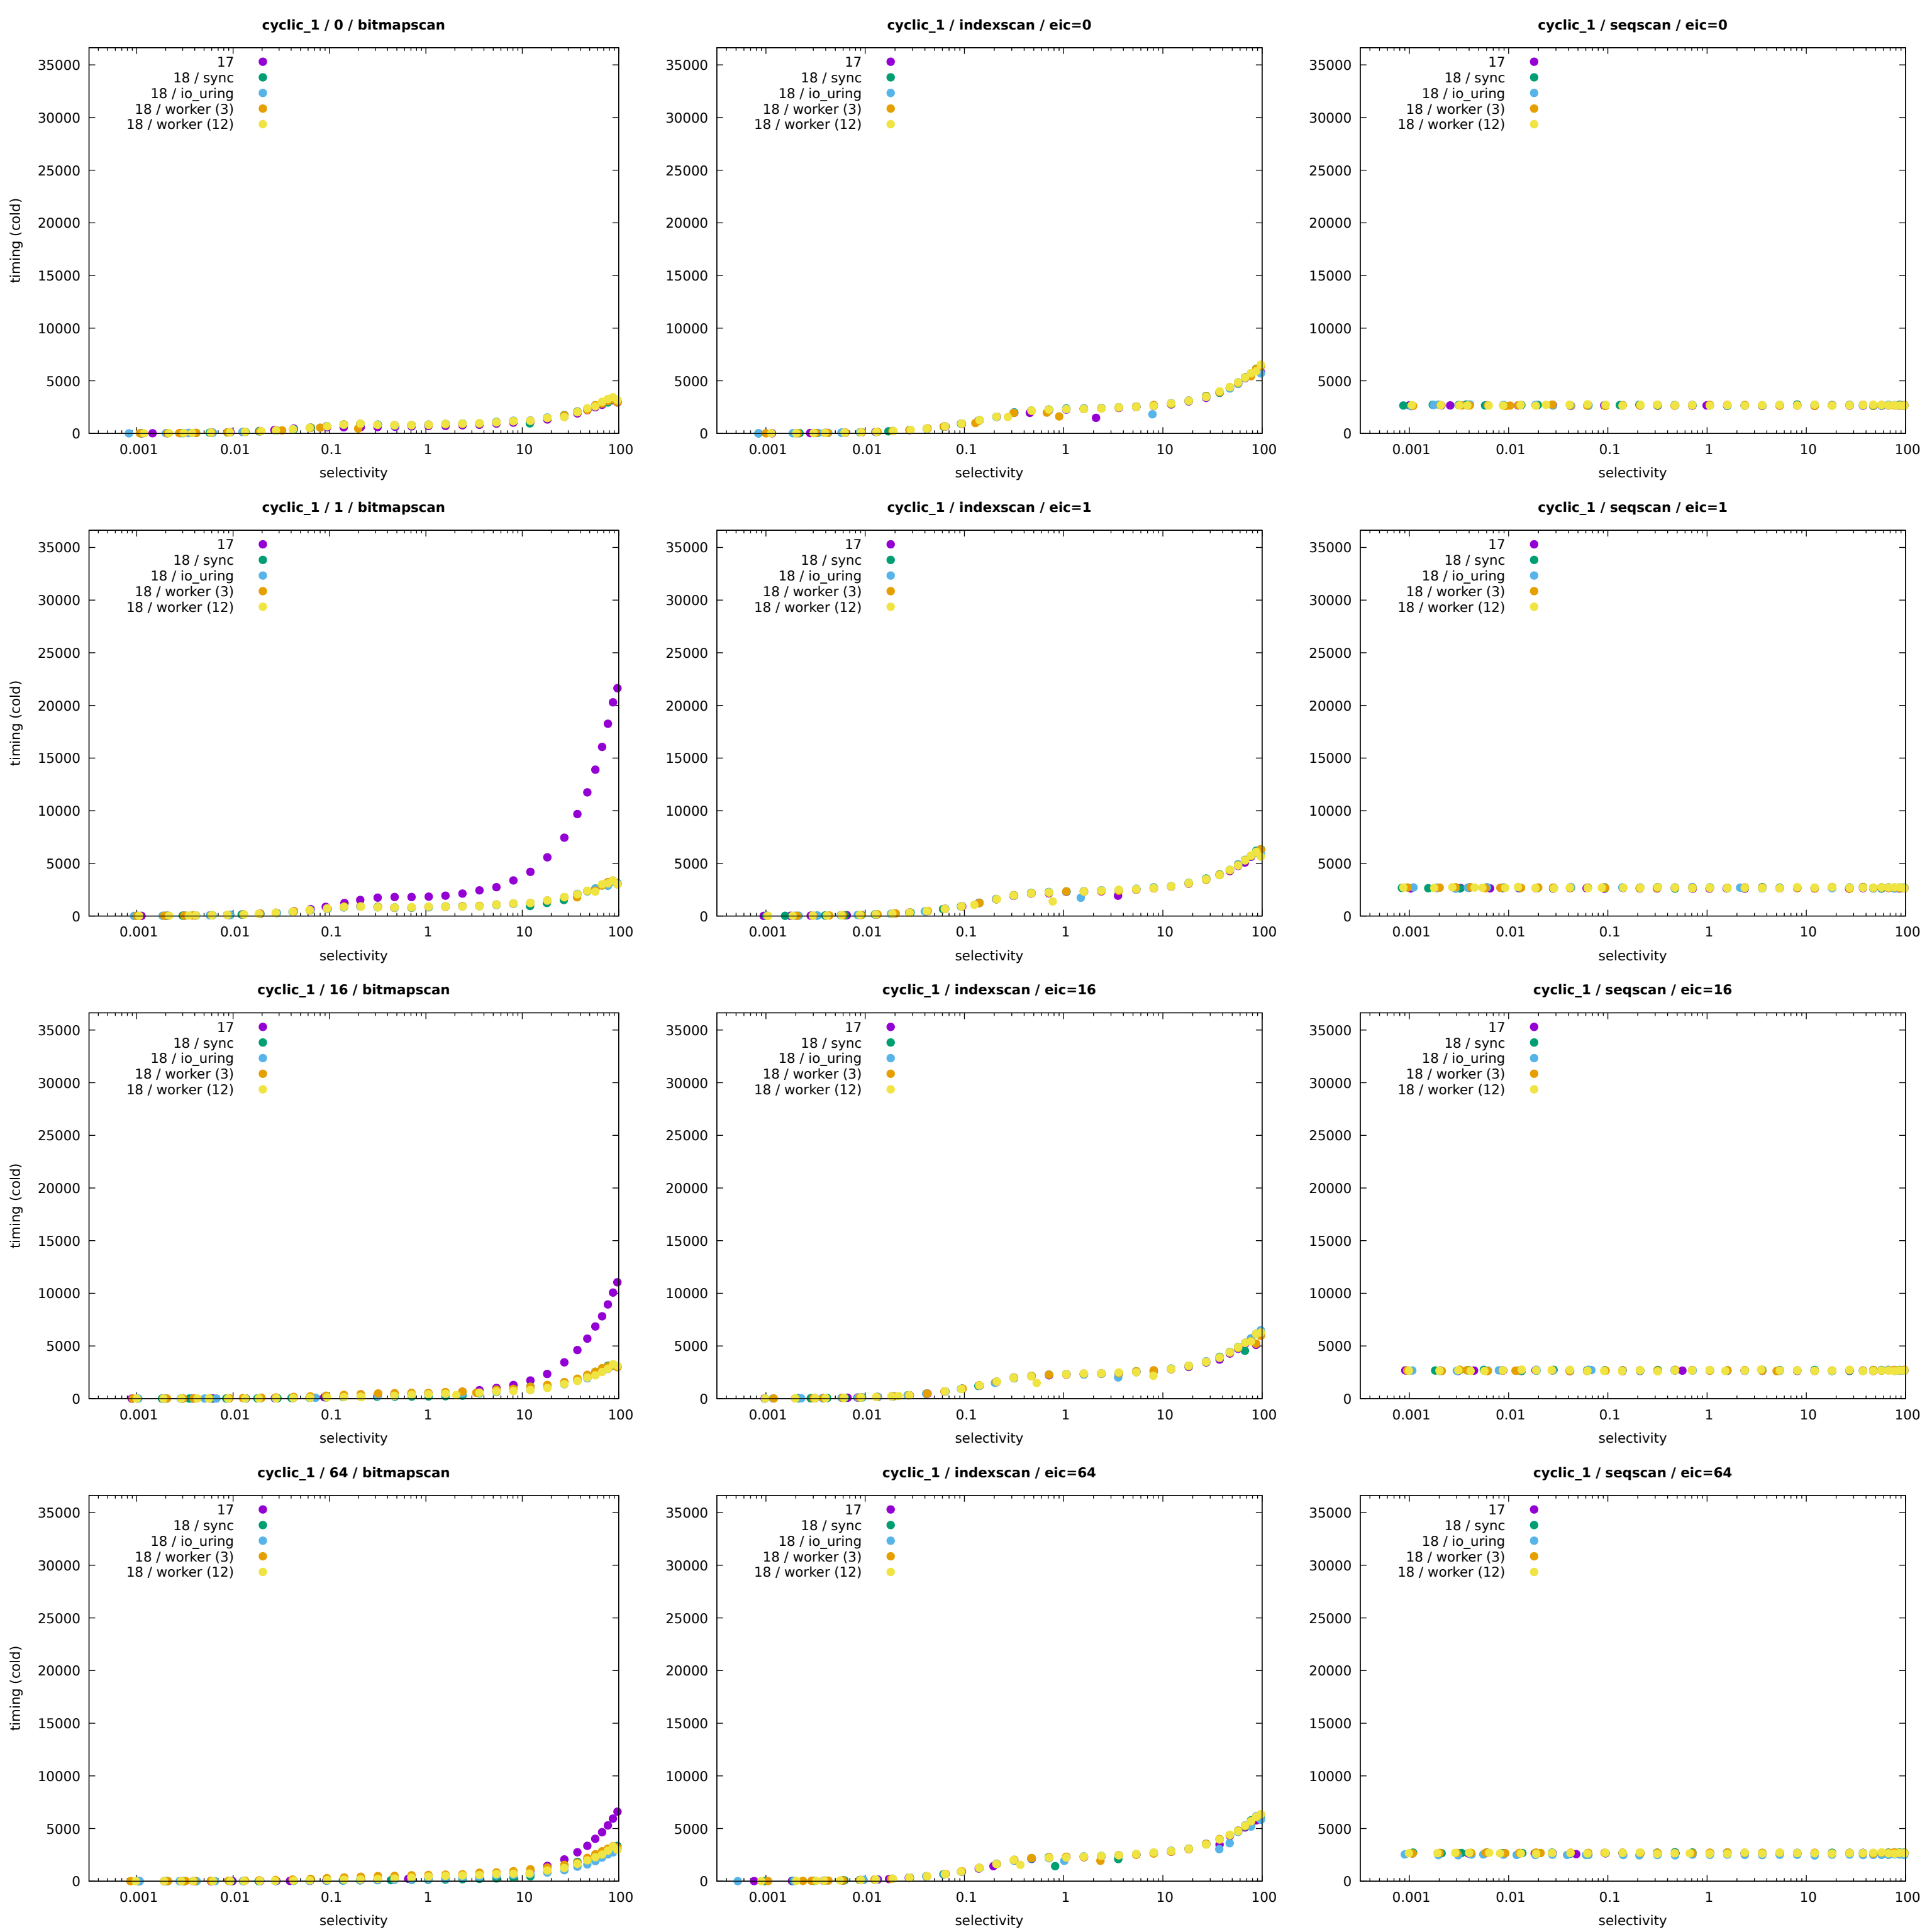 cyclic_1 / 0 / bitmapscan
timing (cold)
35000
30000
25000
20000
15000
10000
5000
0
17
18 / sync
18 / io_uring
18 / worker (3)
18 / worker (12)
0.001 0.01 0.1 1 10 100
selectivity
cyclic_1 / indexscan / eic=0
35000
30000
25000
20000
15000
10000
5000
0
17
18 / sync
18 / io_uring
18 / worker (3)
18 / worker (12)
0.001 0.01 0.1 1 10 100
selectivity
cyclic_1 / seqscan / eic=0
35000
30000
25000
20000
15000
10000
5000
0
17
18 / sync
18 / io_uring
18 / worker (3)
18 / worker (12)
0.001 0.01 0.1 1 10 100
selectivity
cyclic_1 / 1 / bitmapscan
timing (cold)
35000
30000
25000
20000
15000
10000
5000
0
17
18 / sync
18 / io_uring
18 / worker (3)
18 / worker (12)
0.001 0.01 0.1 1 10 100
selectivity
cyclic_1 / indexscan / eic=1
35000
30000
25000
20000
15000
10000
5000
0
17
18 / sync
18 / io_uring
18 / worker (3)
18 / worker (12)
0.001 0.01 0.1 1 10 100
selectivity
cyclic_1 / seqscan / eic=1
35000
30000
25000
20000
15000
10000
5000
0
17
18 / sync
18 / io_uring
18 / worker (3)
18 / worker (12)
0.001 0.01 0.1 1 10 100
selectivity
cyclic_1 / 16 / bitmapscan
timing (cold)
35000
30000
25000
20000
15000
10000
5000
0
17
18 / sync
18 / io_uring
18 / worker (3)
18 / worker (12)
0.001 0.01 0.1 1 10 100
selectivity
cyclic_1 / indexscan / eic=16
35000
30000
25000
20000
15000
10000
5000
0
17
18 / sync
18 / io_uring
18 / worker (3)
18 / worker (12)
0.001 0.01 0.1 1 10 100
selectivity
cyclic_1 / seqscan / eic=16
35000
30000
25000
20000
15000
10000
5000
0
17
18 / sync
18 / io_uring
18 / worker (3)
18 / worker (12)
0.001 0.01 0.1 1 10 100
selectivity
cyclic_1 / 64 / bitmapscan
timing (cold)
35000
30000
25000
20000
15000
10000
5000
0
17
18 / sync
18 / io_uring
18 / worker (3)
18 / worker (12)
0.001 0.01 0.1 1 10 100
selectivity
cyclic_1 / indexscan / eic=64
35000
30000
25000
20000
15000
10000
5000
0
17
18 / sync
18 / io_uring
18 / worker (3)
18 / worker (12)
0.001 0.01 0.1 1 10 100
selectivity
cyclic_1 / seqscan / eic=64
35000
30000
25000
20000
15000
10000
5000
0
17
18 / sync
18 / io_uring
18 / worker (3)
18 / worker (12)
0.001 0.01 0.1 1 10 100
selectivity